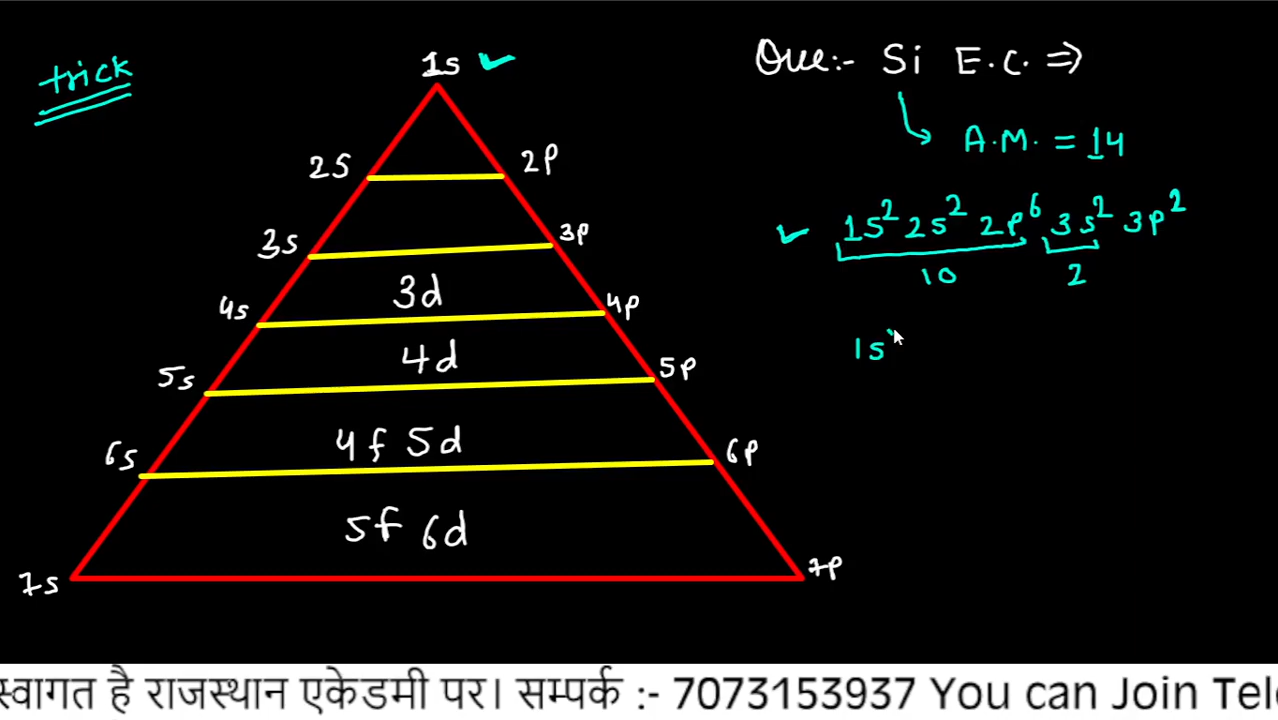 trick
1s ✓
2s 2p
3s 3p
3d
4s 4p
4d
5s 5p
4f 5d
6s 6p
5f 6d
7s 7p
Que:- Si E.C. ⇒
A.M. = 14
✓ 1s² 2s² 2p⁶ 3s² 3p²
10 2
1s
स्वागत है राजस्थान एकेडमी पर। सम्पर्क :- 7073153937 You can Join Tele